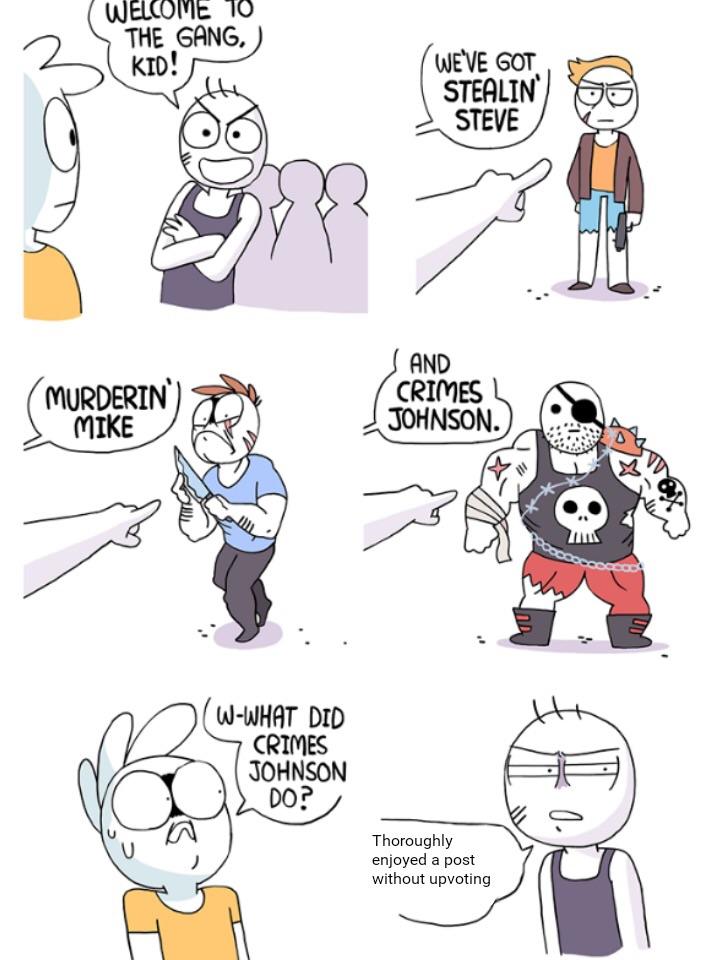 WELCOME TO
THE GANG,
KID!
WE'VE GOT
STEALIN'
STEVE
MURDERIN'
MIKE
AND
CRIMES
JOHNSON.
W-WHAT DID
CRIMES
JOHNSON
DO?
Thoroughly
enjoyed a post
without upvoting